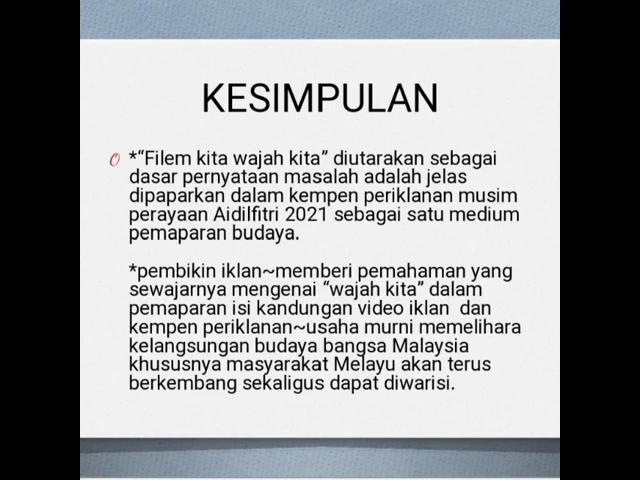 KESIMPULAN
*“Filem kita wajah kita” diutarakan sebagai
dasar pernyataan masalah adalah jelas
dipaparkan dalam kempen periklanan musim
perayaan Aidilfitri 2021 sebagai satu medium
pemaparan budaya.
*pembikin iklan~memberi pemahaman yang
sewajarnya mengenai “wajah kita” dalam
pemaparan isi kandungan video iklan  dan
kempen periklanan~usaha murni memelihara
kelangsungan budaya bangsa Malaysia
khususnya masyarakat Melayu akan terus
berkembang sekaligus dapat diwarisi.